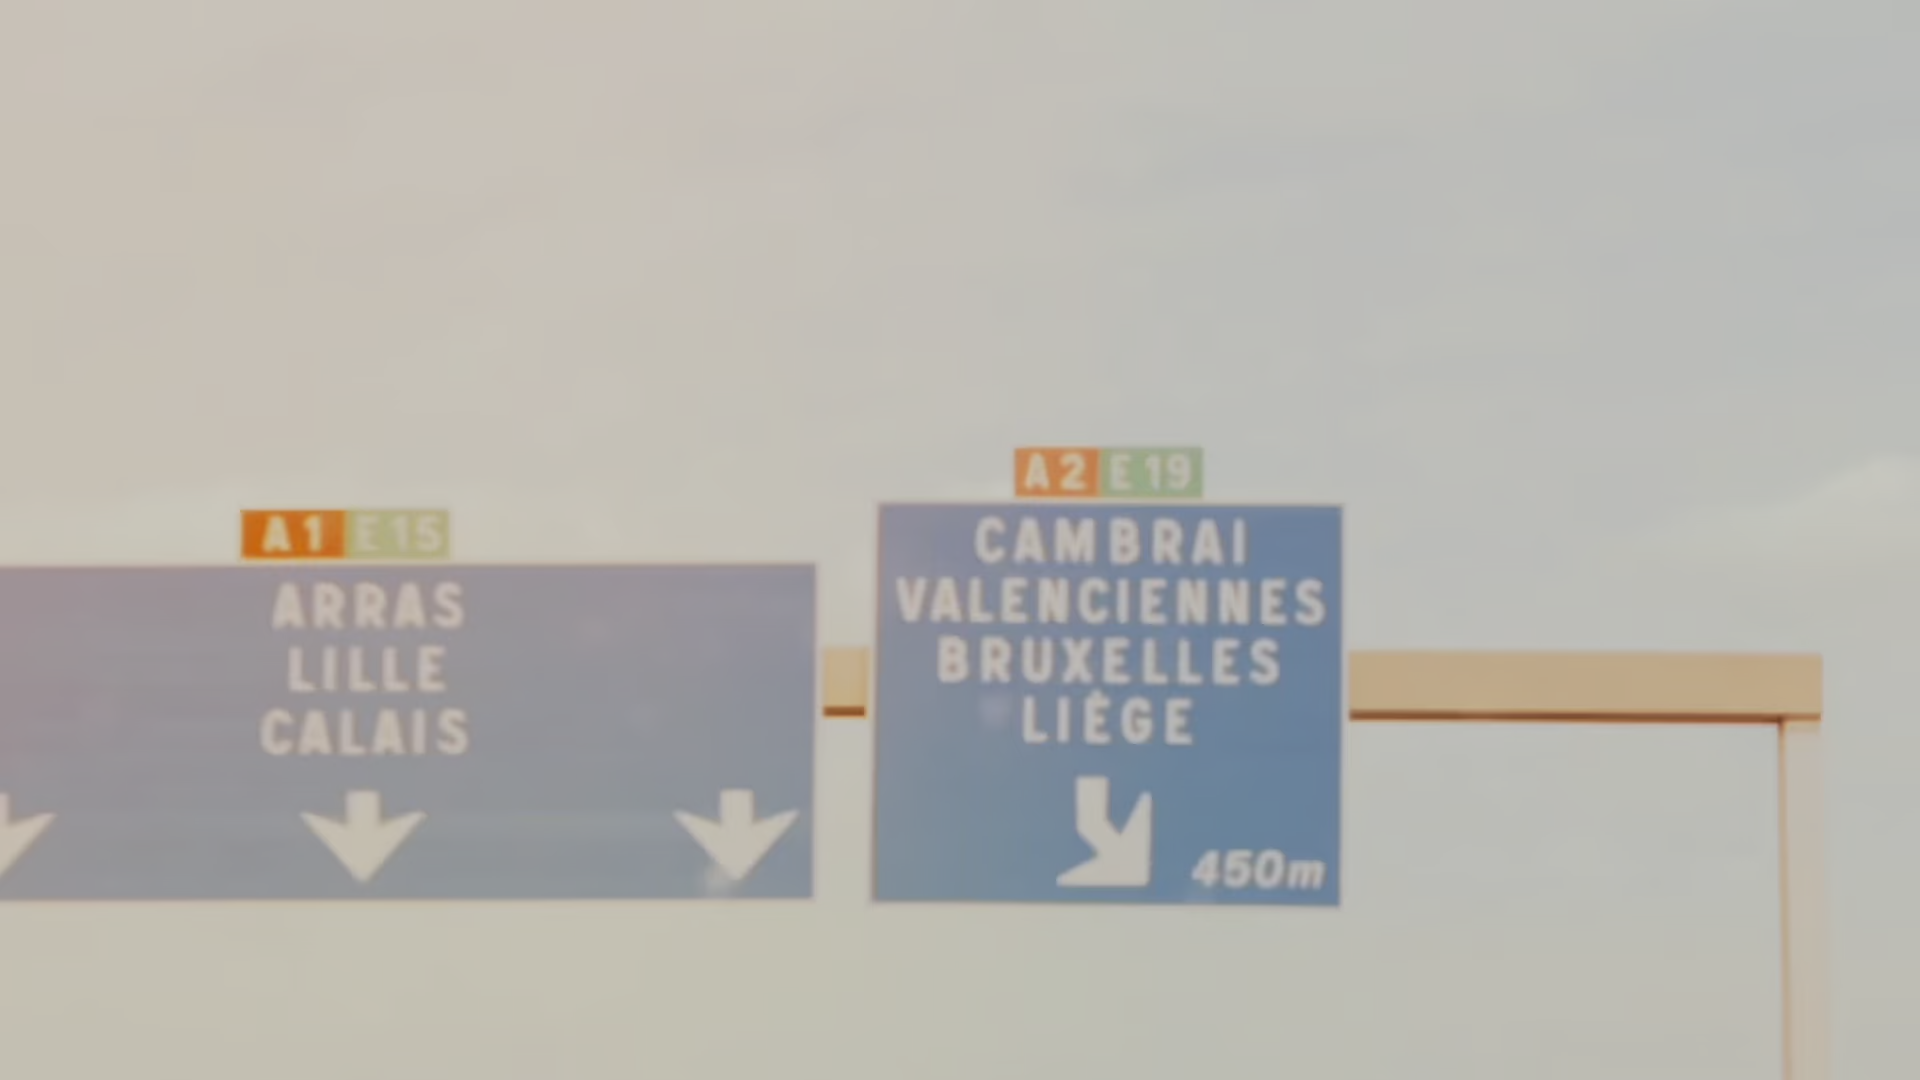 A1 E15
ARRAS
LILLE
CALAIS
A2 E19
CAMBRAI
VALENCIENNES
BRUXELLES
LIÈGE
450m